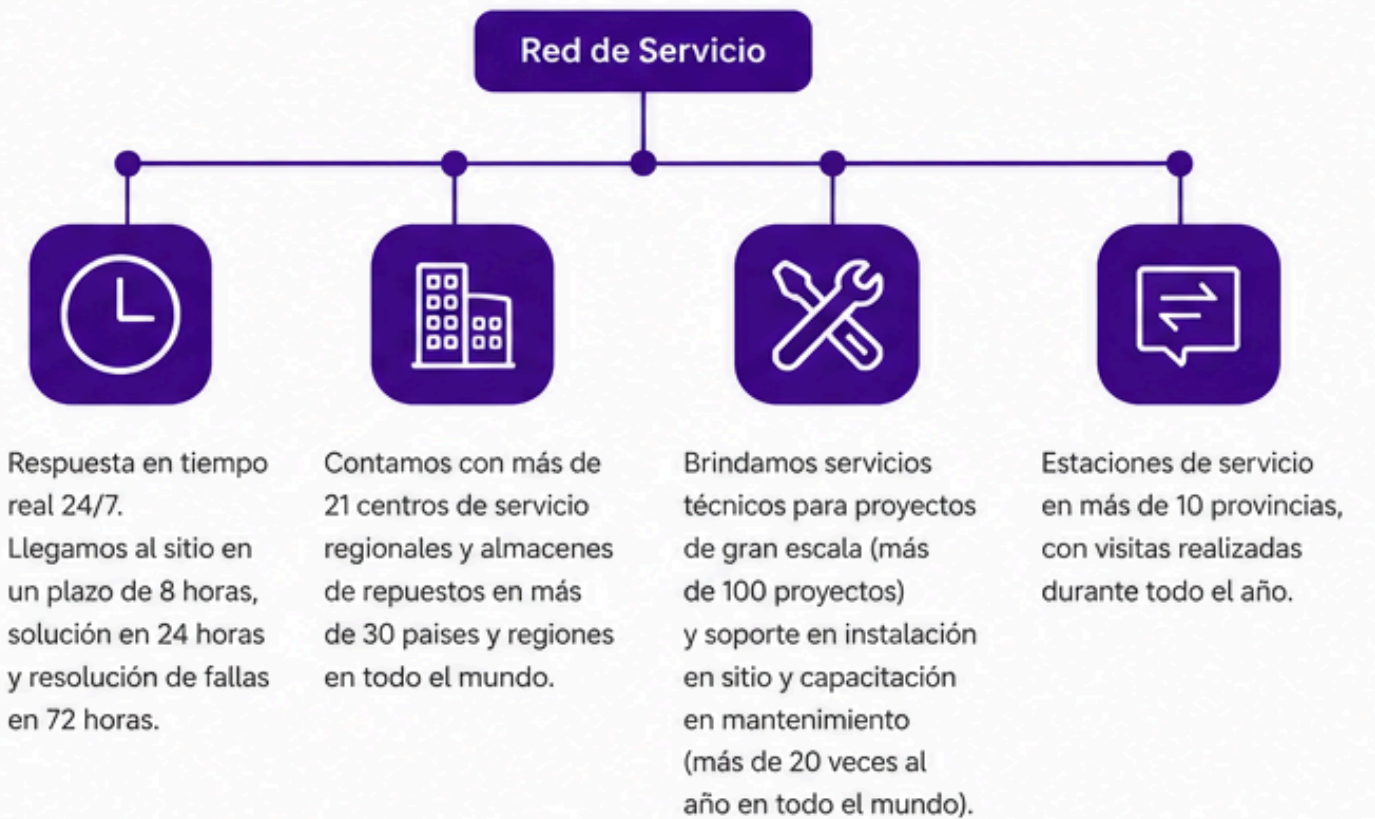 Red de Servicio
Respuesta en tiempo
real 24/7.
Llegamos al sitio en
un plazo de 8 horas,
solución en 24 horas
y resolución de fallas
en 72 horas.
Contamos con más de
21 centros de servicio
regionales y almacenes
de repuestos en más
de 30 paises y regiones
en todo el mundo.
Brindamos servicios
técnicos para proyectos
de gran escala (más
de 100 proyectos)
y soporte en instalación
en sitio y capacitación
en mantenimiento
(más de 20 veces al
año en todo el mundo).
Estaciones de servicio
en más de 10 provincias,
con visitas realizadas
durante todo el año.